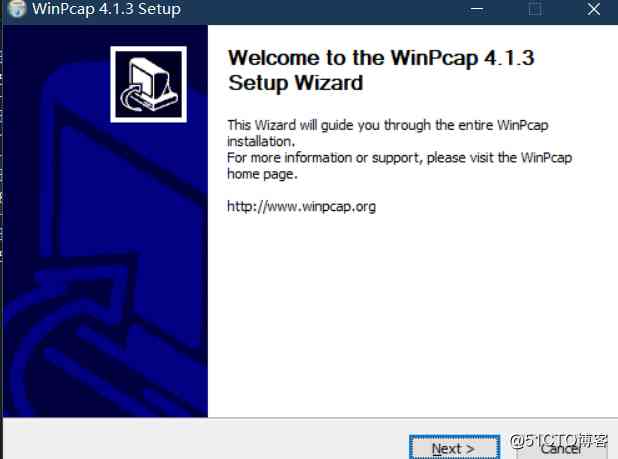 WinPcap 4.1.3 Setup
Welcome to the WinPcap 4.1.3
Setup Wizard
This Wizard will guide you through the entire WinPcap
installation.
For more information or support, please visit the WinPcap
home page.
http://www.winpcap.org
Next >
Cancel
@51CTO博客